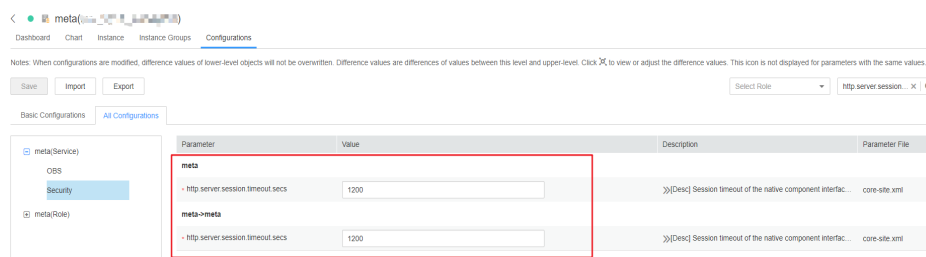 meta(
)
Dashboard Chart Instance Instance Groups Configurations
Notes: When configurations are modified, difference values of lower-level objects will not be overwritten. Difference values are differences of values between this level and upper-level. Click to view or adjust the difference values. This icon is not displayed for parameters with the same values.
Save Import Export Select Role http.server.session... X
Basic Configurations All Configurations
meta(Service)
OBS
Security
meta(Role)
Parameter Value Description Parameter File
meta
* http.server.session.timeout.secs 1200 >>[Desc] Session timeout of the native component interfac... core-site.xml
meta->meta
* http.server.session.timeout.secs 1200 >>[Desc] Session timeout of the native component interfac... core-site.xml